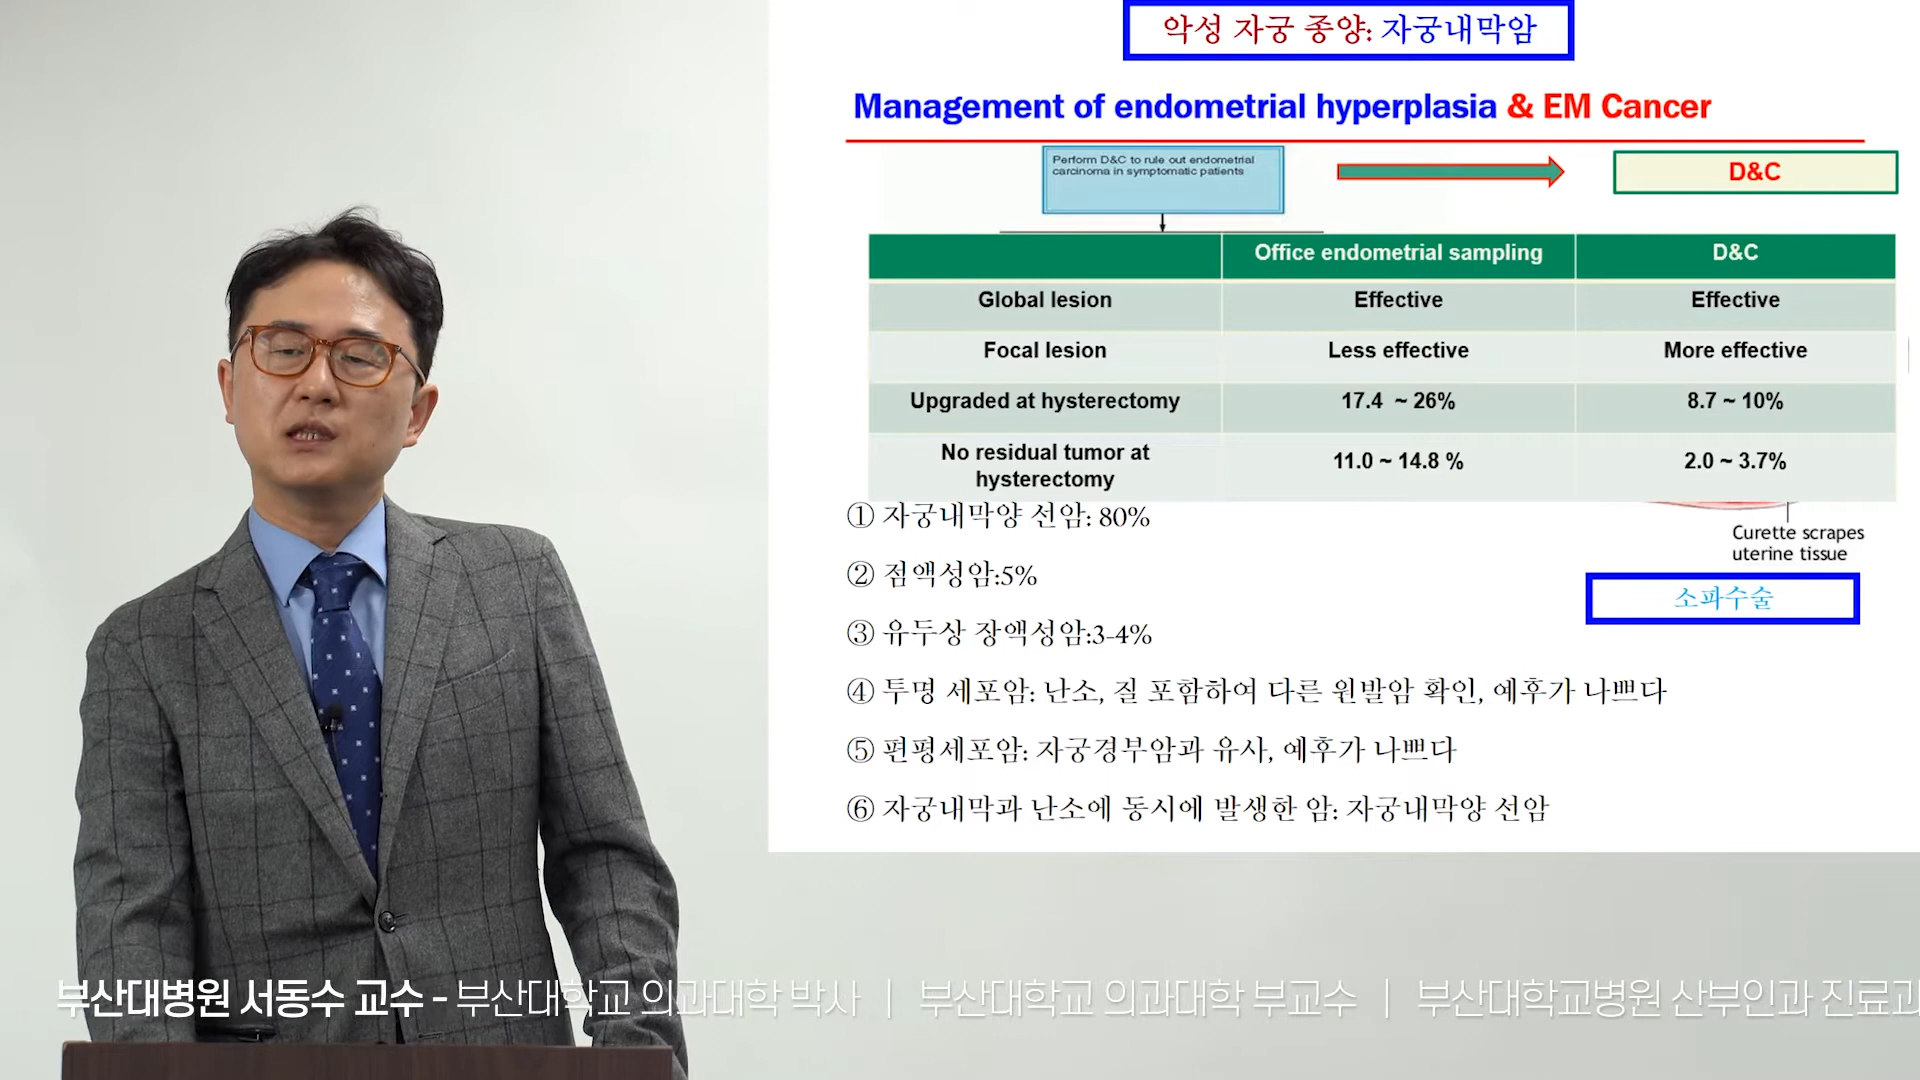 악성 자궁 종양: 자궁내막암
Management of endometrial hyperplasia & EM Cancer
Perform D&C to rule out endometrial
carcinoma in symptomatic patients
D&C
Office endometrial sampling D&C
Global lesion Effective Effective
Focal lesion Less effective More effective
Upgraded at hysterectomy 17.4 ~ 26% 8.7 ~ 10%
No residual tumor at
hysterectomy 11.0 ~ 14.8 % 2.0 ~ 3.7%
① 자궁내막양 선암: 80%
Curette scrapes
uterine tissue
② 점액성암:5%
소파수술
③ 유두상 장액성암:3-4%
④ 투명 세포암: 난소, 질 포함하여 다른 원발암 확인, 예후가 나쁘다
⑤ 편평세포암: 자궁경부암과 유사, 예후가 나쁘다
⑥ 자궁내막과 난소에 동시에 발생한 암: 자궁내막양 선암
부산대병원 서동수 교수 - 부산대학교 의과대학 박사 | 부산대학교 의과대학 부교수 | 부산대학교병원 산부인과 진료과